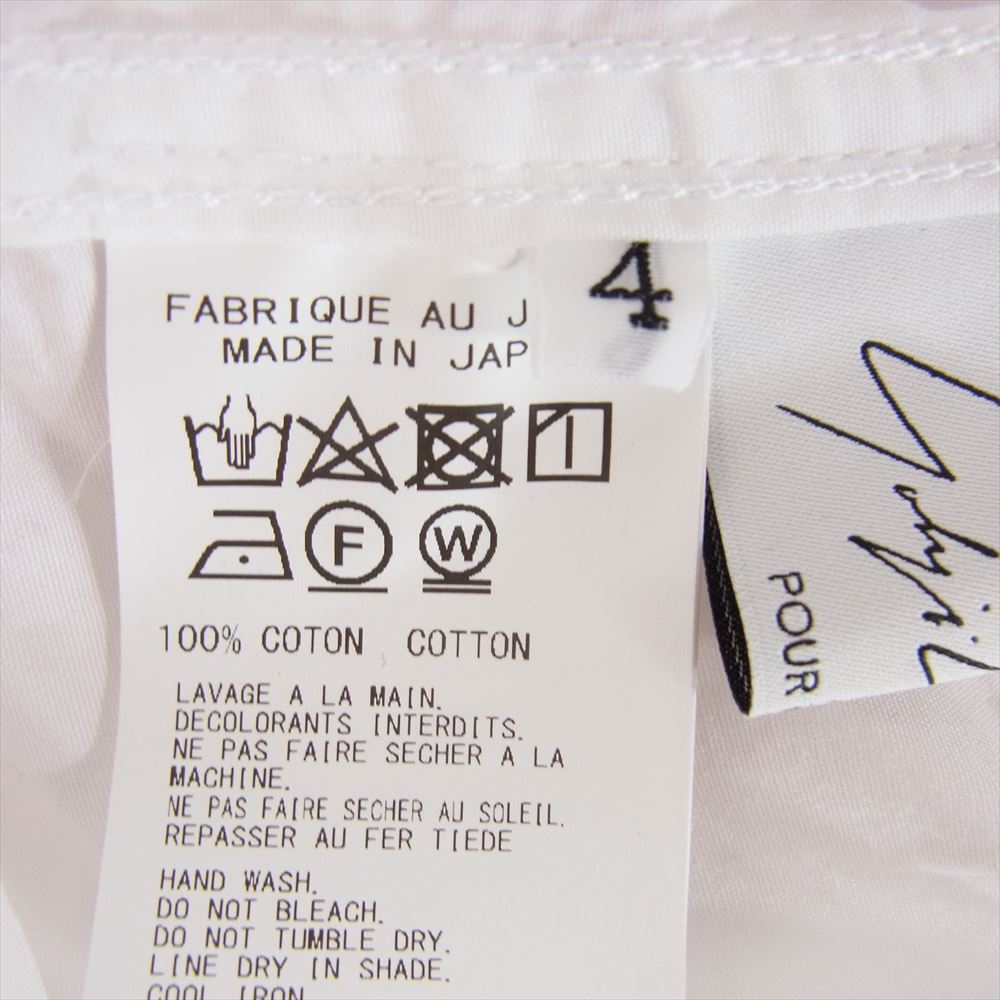 FABRIQUE AU J
MADE IN JAP
4
F
W
100% COTON COTTON
LAVAGE A LA MAIN.
DECOLORANTS INTERDITS.
NE PAS FAIRE SECHER A LA
MACHINE.
NE PAS FAIRE SECHER AU SOLEIL.
REPASSER AU FER TIEDE
HAND WASH.
DO NOT BLEACH.
DO NOT TUMBLE DRY.
LINE DRY IN SHADE.
COOL IRON
POUR